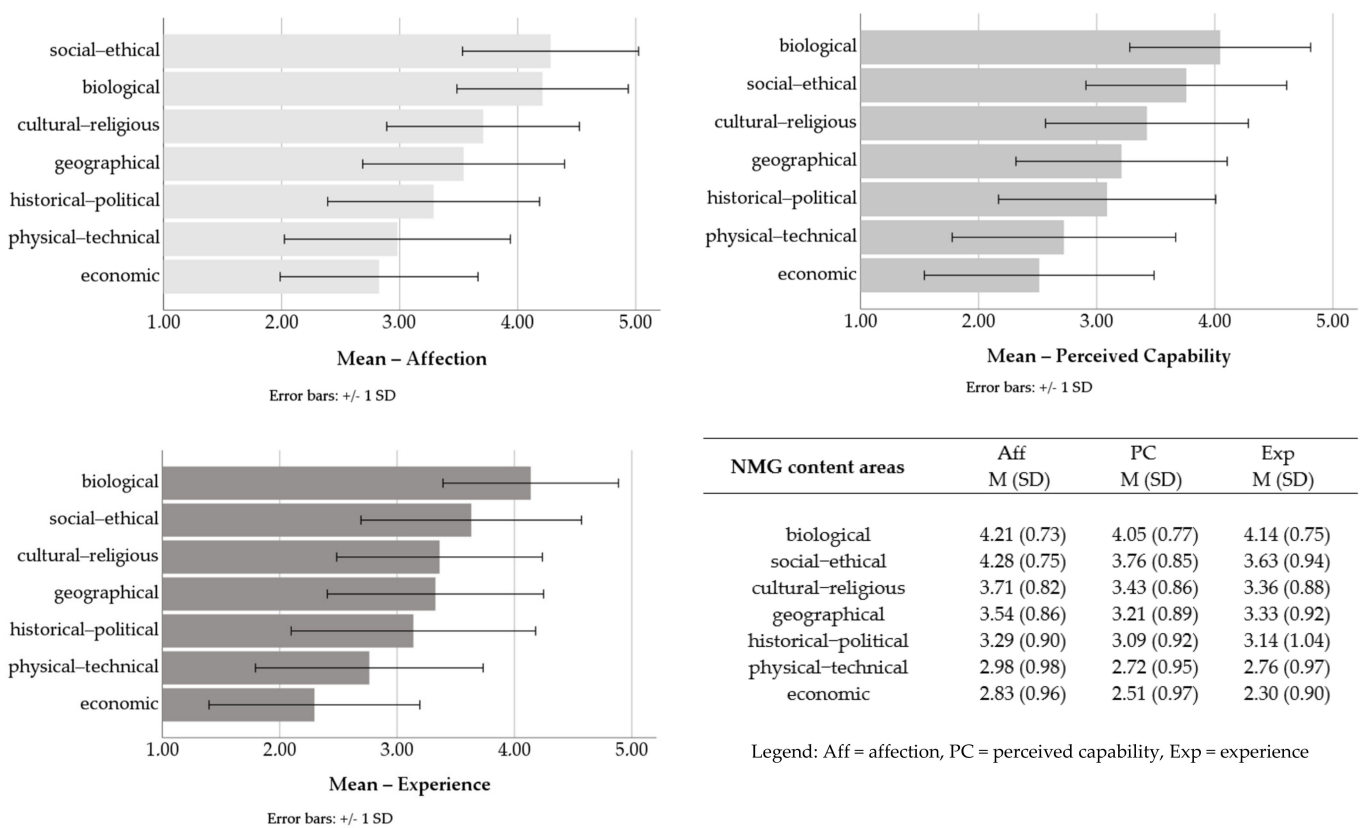 social–ethical
biological
cultural–religious
geographical
historical–political
physical–technical
economic
1.00 2.00 3.00 4.00 5.00
Mean – Affection
Error bars: +/- 1 SD
biological
social–ethical
cultural–religious
geographical
historical–political
physical–technical
economic
1.00 2.00 3.00 4.00 5.00
Mean – Perceived Capability
Error bars: +/- 1 SD
biological
social–ethical
cultural–religious
geographical
historical–political
physical–technical
economic
1.00 2.00 3.00 4.00 5.00
Mean – Experience
Error bars: +/- 1 SD
NMG content areas Aff PC Exp
M (SD) M (SD) M (SD)
biological 4.21 (0.73) 4.05 (0.77) 4.14 (0.75)
social–ethical 4.28 (0.75) 3.76 (0.85) 3.63 (0.94)
cultural–religious 3.71 (0.82) 3.43 (0.86) 3.36 (0.88)
geographical 3.54 (0.86) 3.21 (0.89) 3.33 (0.92)
historical–political 3.29 (0.90) 3.09 (0.92) 3.14 (1.04)
physical–technical 2.98 (0.98) 2.72 (0.95) 2.76 (0.97)
economic 2.83 (0.96) 2.51 (0.97) 2.30 (0.90)
Legend: Aff = affection, PC = perceived capability, Exp = experience